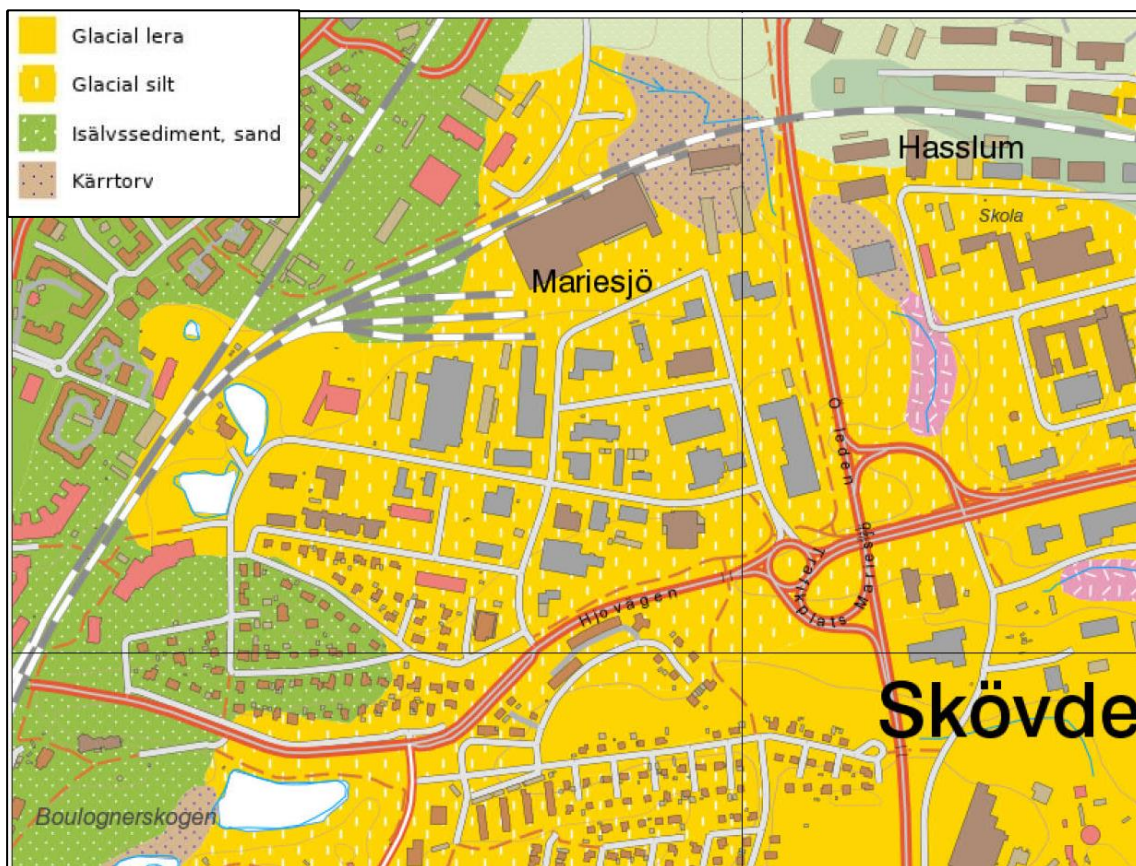 Glacial lera
Glacial silt
Isälvssediment, sand
Kärrtorv
Hasslum
Skola
Mariesjö
Ö leden
Hjovägen
Trafikplats Mariesjö
Skövde
Boulognerskogen